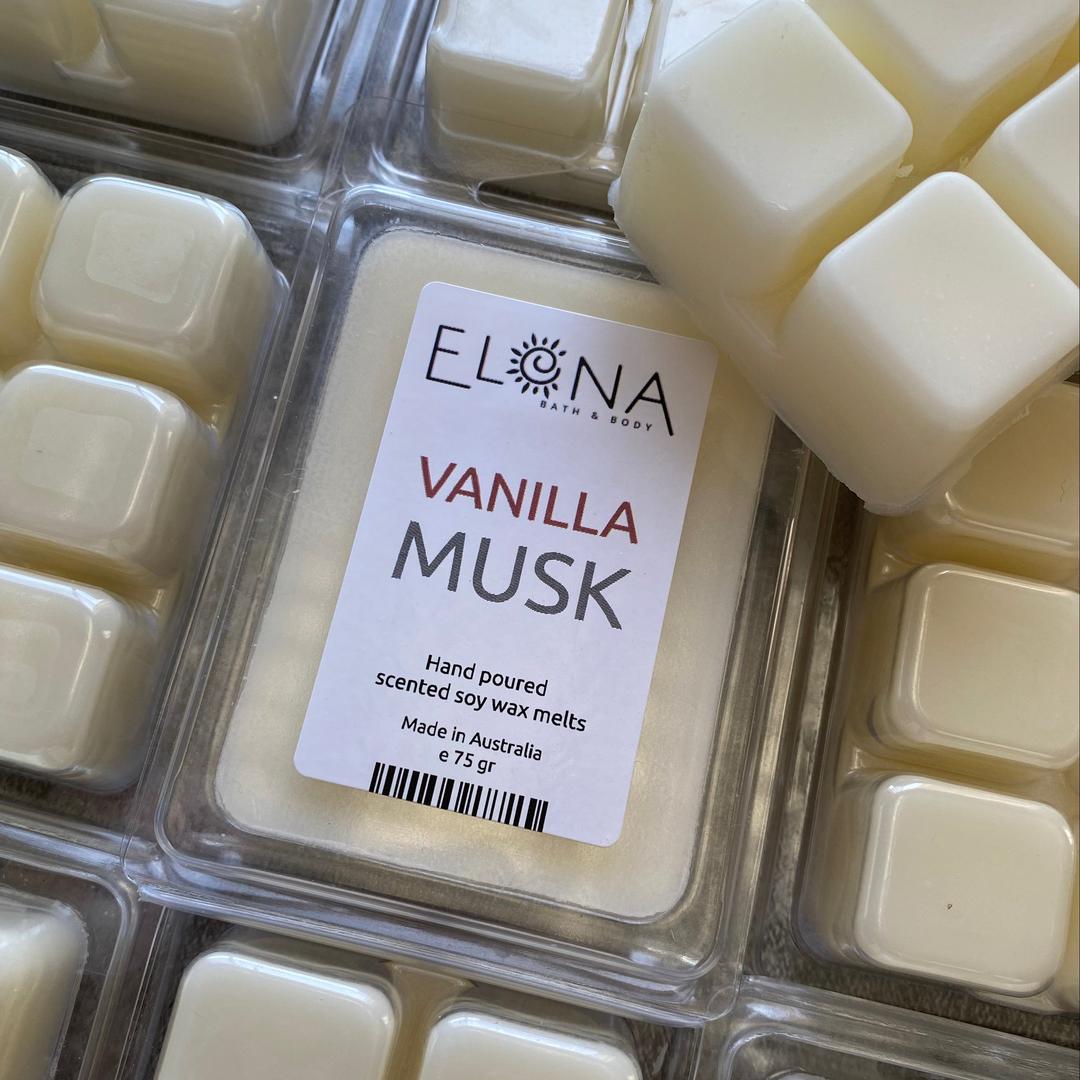 ELONA
BATH & BODY
VANILLA
MUSK
Hand poured
scented soy wax melts
Made in Australia
e 75 gr